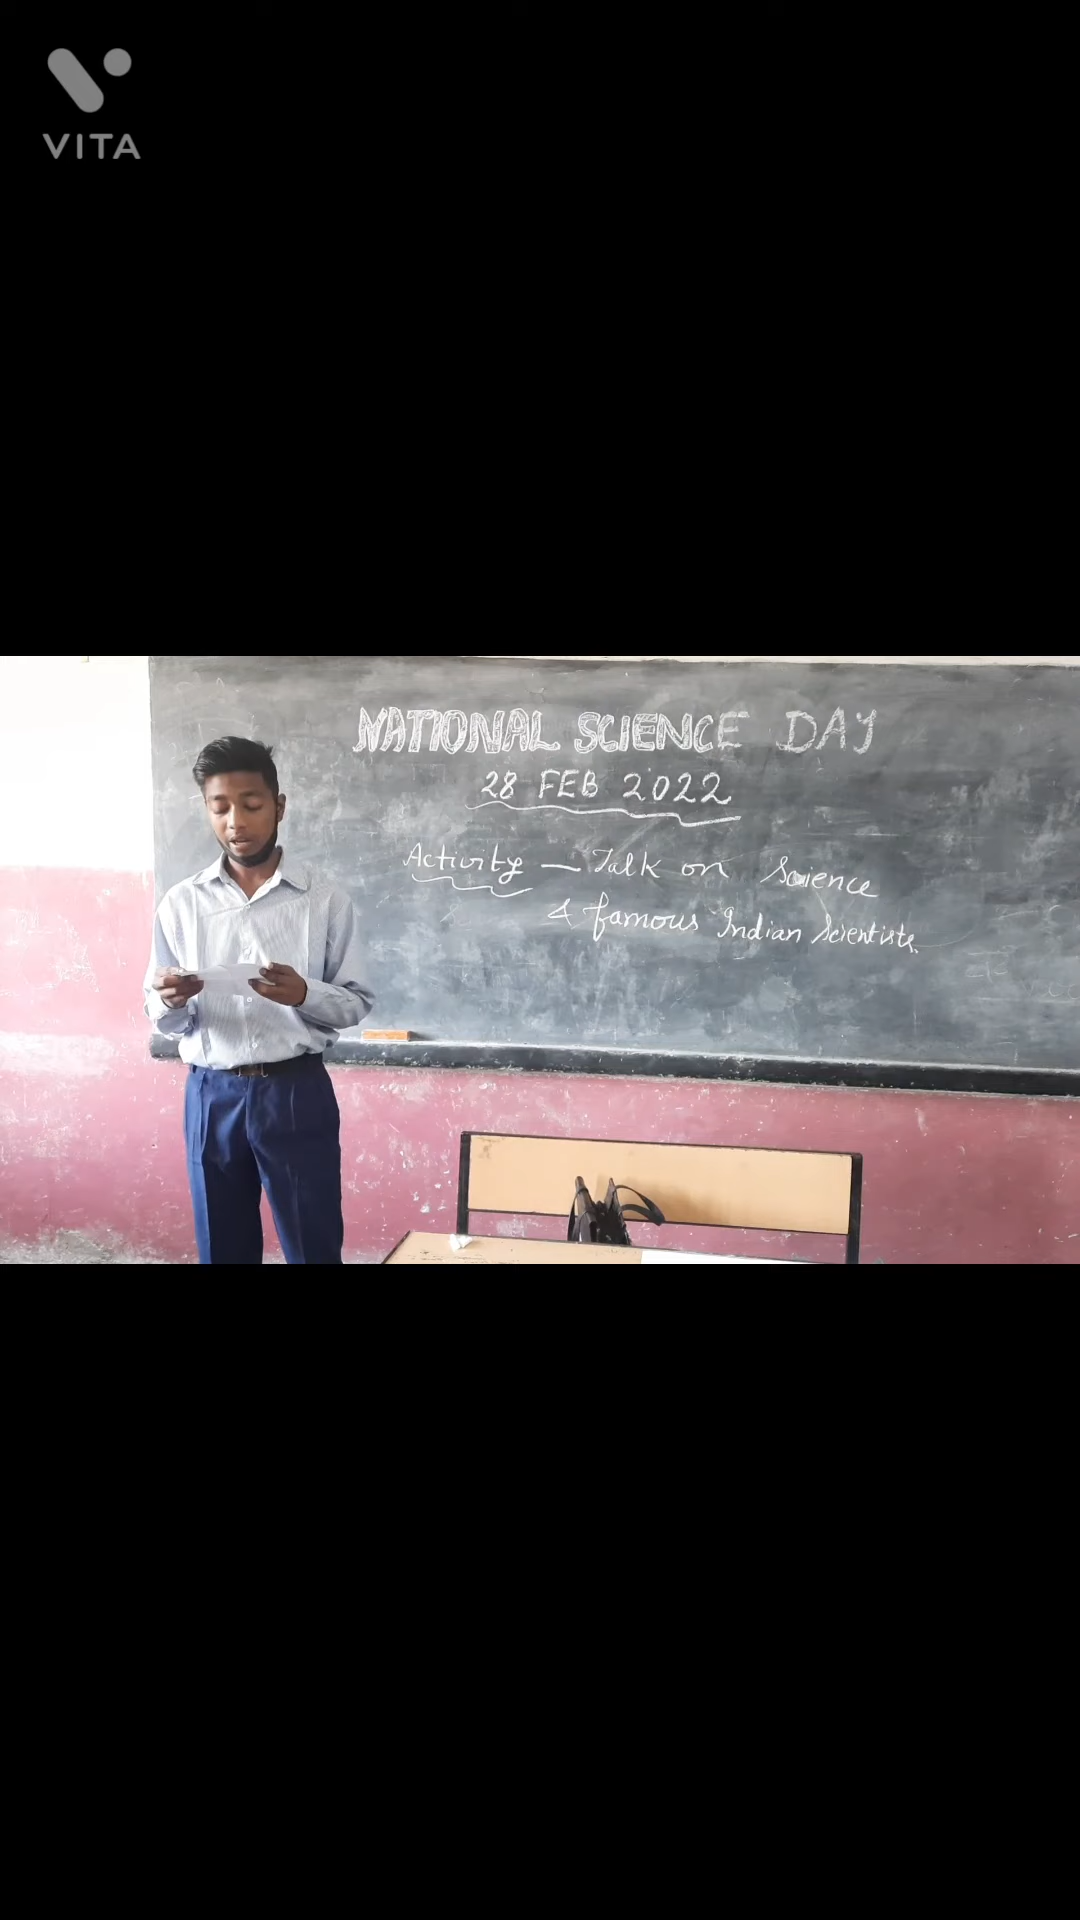 VITA
NATIONAL SCIENCE DAY
28 FEB 2022
Activity — Talk on Science
& famous Indian Scientists.